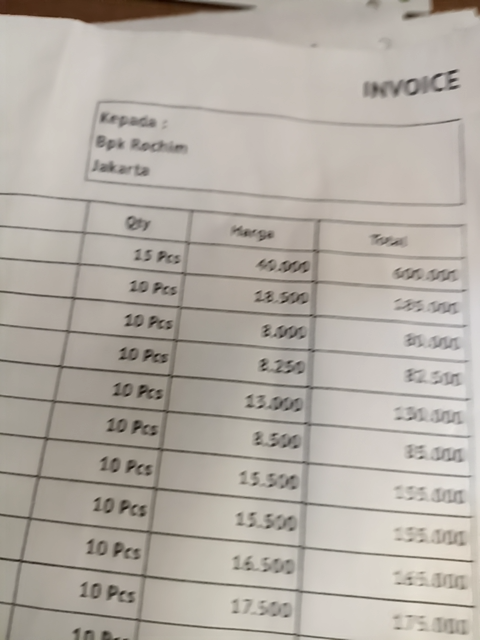 INVOICE
Kepada :
Bpk Rochim
Jakarta
Qty Harga Total
15 Pcs 40.000 600.000
10 Pcs 18.500 185.000
10 Pcs 8.000 80.000
10 Pcs 8.250 82.500
10 Pcs 13.000 130.000
10 Pcs 8.500 85.000
10 Pcs 15.500 155.000
10 Pcs 15.500 155.000
10 Pcs 16.500 165.000
10 Pcs 17.500 175.000
10 Pcs